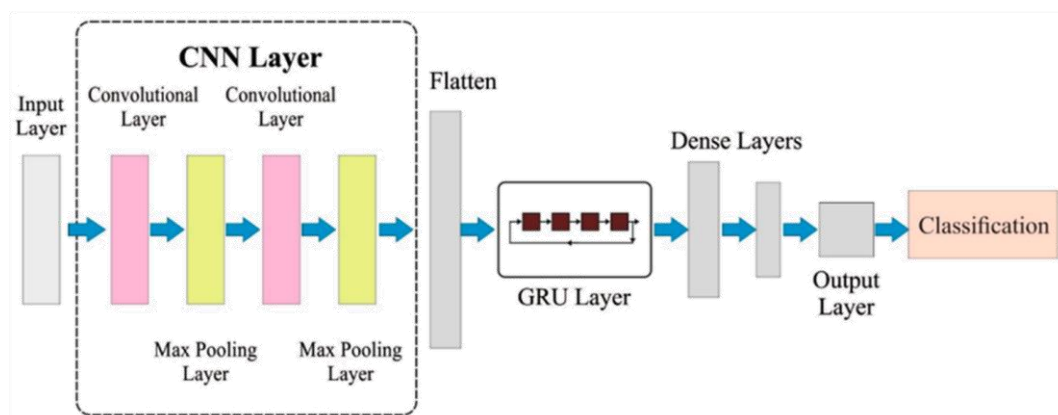 CNN Layer
Input
Layer
Convolutional
Layer
Convolutional
Layer
Max Pooling
Layer
Max Pooling
Layer
Flatten
GRU Layer
Dense Layers
Output
Layer
Classification